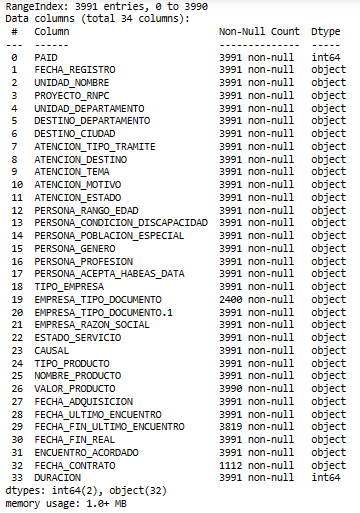 RangeIndex: 3991 entries, 0 to 3990
Data columns (total 34 columns):
 #   Column                         Non-Null Count  Dtype
---  ------                         --------------  -----
 0   PAID                           3991 non-null   int64
 1   FECHA_REGISTRO                 3991 non-null   object
 2   UNIDAD_NOMBRE                  3991 non-null   object
 3   PROYECTO_RNPC                  3991 non-null   object
 4   UNIDAD_DEPARTAMENTO            3991 non-null   object
 5   DESTINO_DEPARTAMENTO           3991 non-null   object
 6   DESTINO_CIUDAD                 3991 non-null   object
 7   ATENCION_TIPO_TRAMITE          3991 non-null   object
 8   ATENCION_DESTINO               3991 non-null   object
 9   ATENCION_TEMA                  3991 non-null   object
 10  ATENCION_MOTIVO                3991 non-null   object
 11  ATENCION_ESTADO                3991 non-null   object
 12  PERSONA_RANGO_EDAD             3991 non-null   object
 13  PERSONA_CONDICION_DISCAPACIDAD 3991 non-null   object
 14  PERSONA_POBLACION_ESPECIAL     3991 non-null   object
 15  PERSONA_GENERO                 3991 non-null   object
 16  PERSONA_PROFESION              3991 non-null   object
 17  PERSONA_ACEPTA_HABEAS_DATA     3991 non-null   object
 18  TIPO_EMPRESA                   3991 non-null   object
 19  EMPRESA_TIPO_DOCUMENTO         2400 non-null   object
 20  EMPRESA_TIPO_DOCUMENTO.1       3991 non-null   object
 21  EMPRESA_RAZON_SOCIAL           3991 non-null   object
 22  ESTADO_SERVICIO                3991 non-null   object
 23  CAUSAL                         3991 non-null   object
 24  TIPO_PRODUCTO                  3991 non-null   object
 25  NOMBRE_PRODUCTO                3991 non-null   object
 26  VALOR_PRODUCTO                 3990 non-null   object
 27  FECHA_ADQUISICION              3991 non-null   object
 28  FECHA_ULTIMO_ENCUENTRO         3991 non-null   object
 29  FECHA_FIN_ULTIMO_ENCUENTRO     3819 non-null   object
 30  FECHA_FIN_REAL                 3991 non-null   object
 31  ENCUENTRO_ACORDADO             3991 non-null   object
 32  FECHA_CONTRATO                 1112 non-null   object
 33  DURACION                       3991 non-null   int64
dtypes: int64(2), object(32)
memory usage: 1.0+ MB